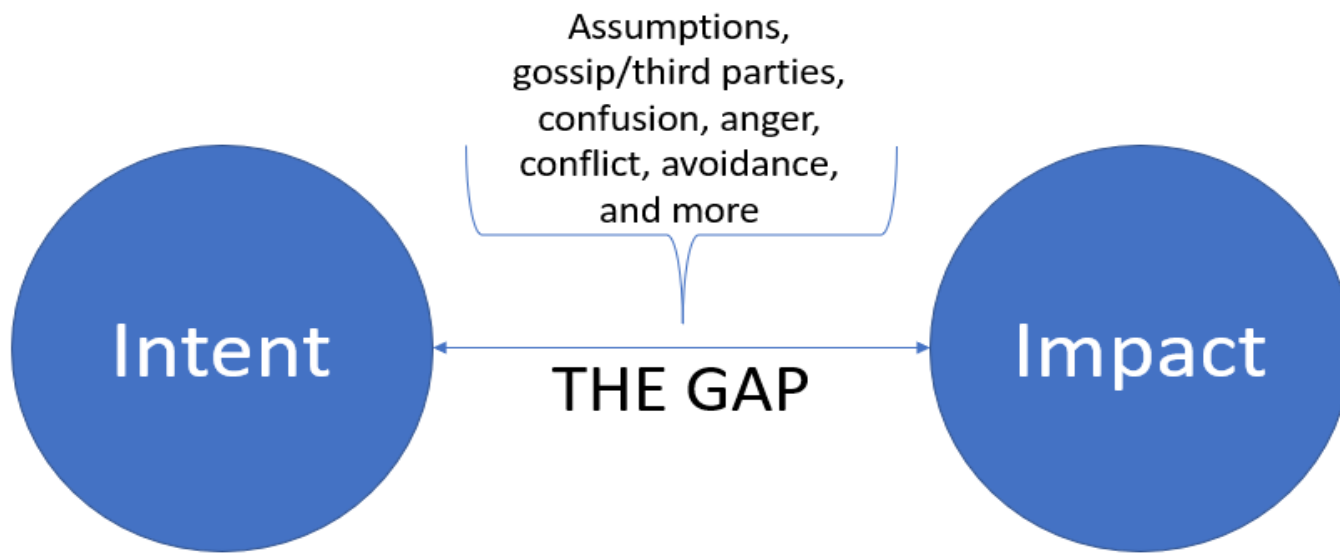 Assumptions,
gossip/third parties,
confusion, anger,
conflict, avoidance,
and more
Intent
THE GAP
Impact